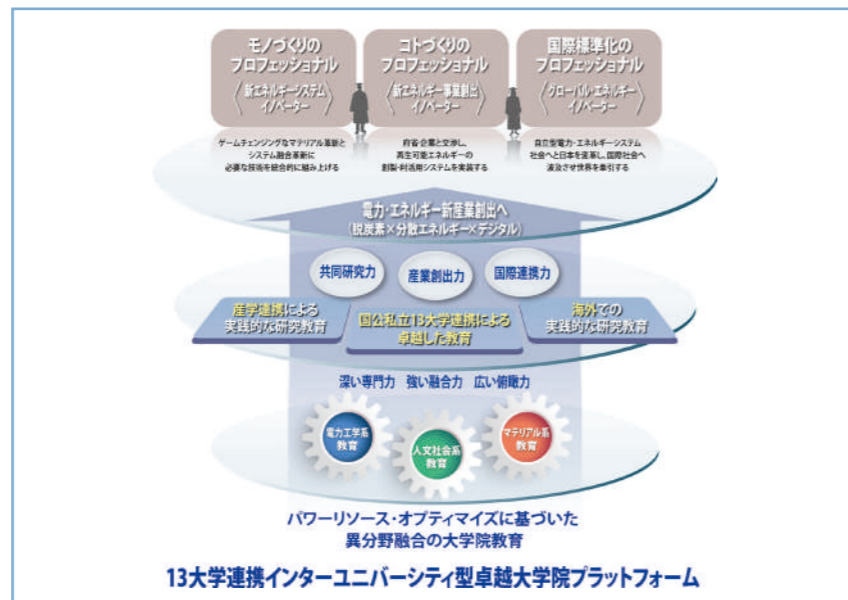 モノづくりの
プロフェッショナル
新エネルギーシステム
イノベーター
コトづくりの
プロフェッショナル
新エネルギー事業創出
イノベーター
国際標準化の
プロフェッショナル
グローバル・エネルギー
イノベーター
ゲームチェンジングなマテリアル革新と
システム融合革新に
必要な技術を統合的に組み上げる
府省・企業と交渉し、
再生可能エネルギーの
創製・利活用システムを実装する
自立型電力・エネルギーシステム
社会へと日本を変革し、国際社会へ
波及させ世界を牽引する
電力・エネルギー新産業創出へ
(脱炭素×分散エネルギー×デジタル)
共同研究力
産業創出力
国際連携力
産学連携による
実践的な研究教育
国公私立13大学連携による
卓越した教育
海外での
実践的な研究教育
深い専門力 強い融合力 広い俯瞰力
電力工学系
教育
人文社会系
教育
マテリアル系
教育
パワーリソース・オプティマイズに基づいた
異分野融合の大学院教育
13大学連携インターユニバーシティ型卓越大学院プラットフォーム